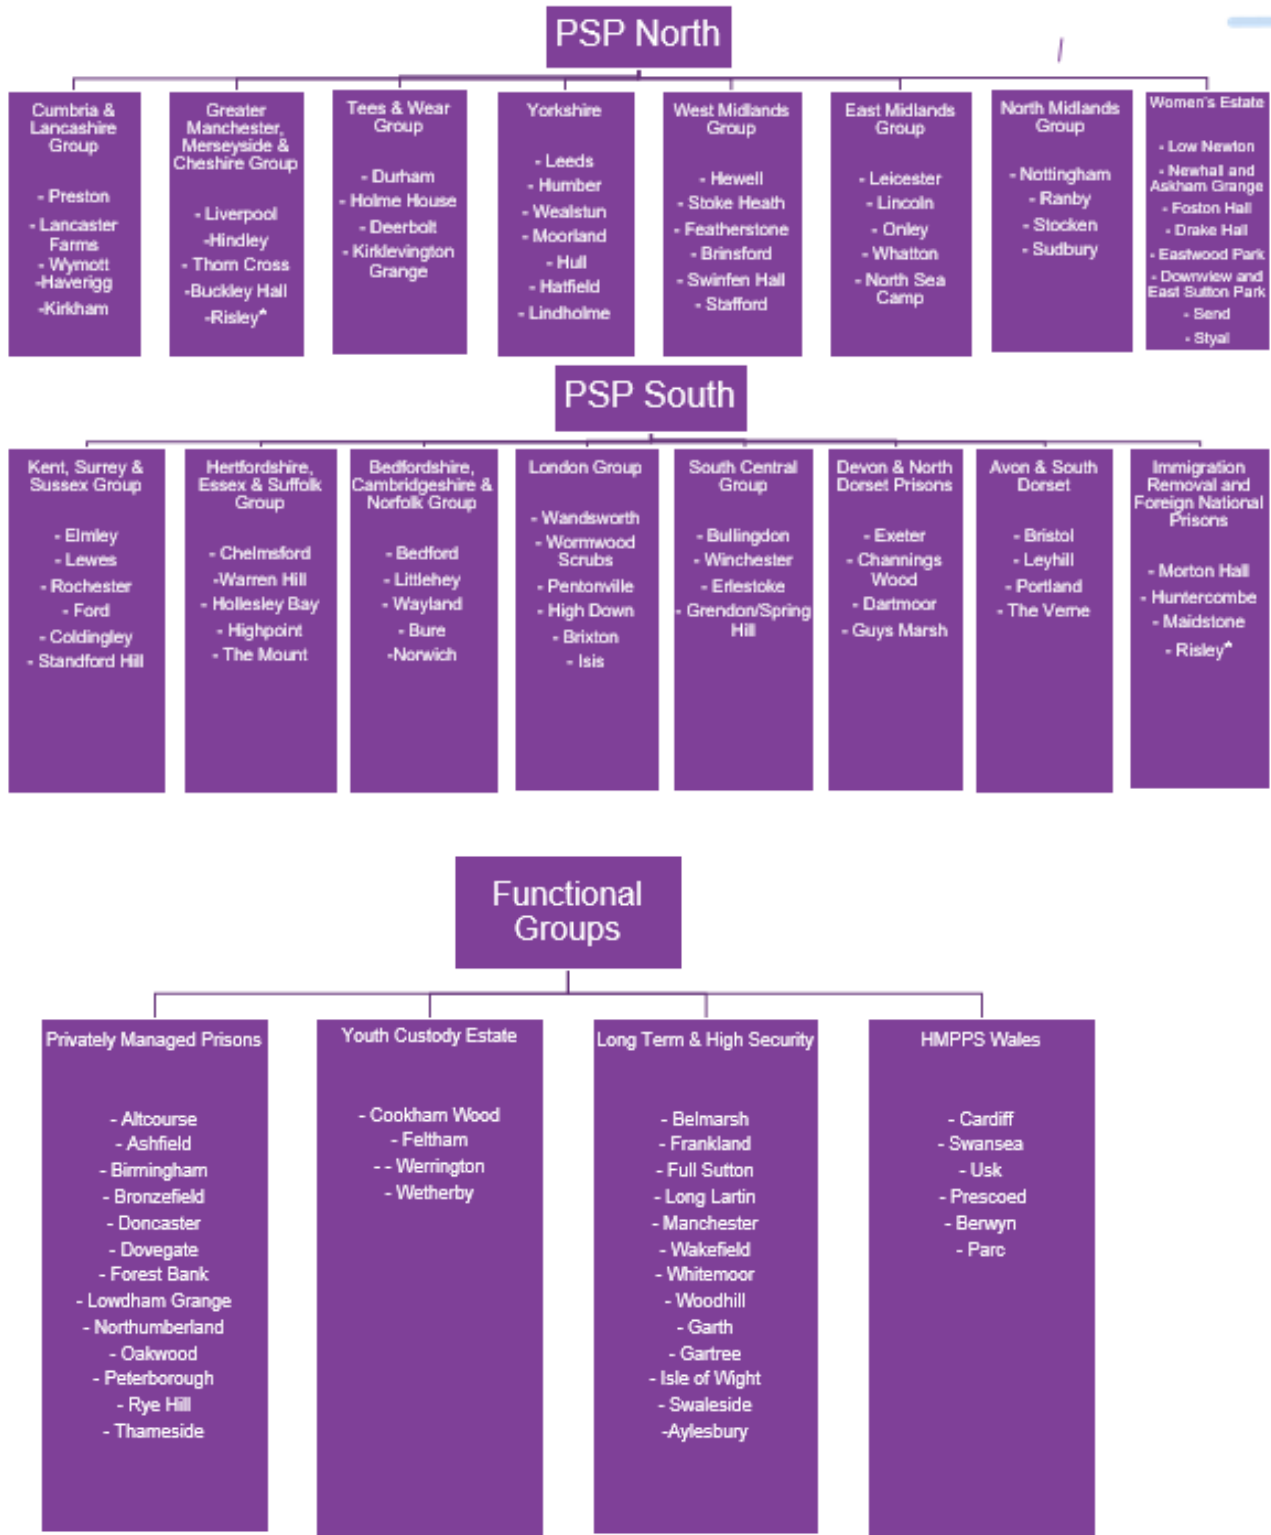 PSP North
Cumbria &
Lancashire
Group
- Preston
- Lancaster
Farms
- Wymott
-Haverigg
-Kirkham
Greater
Manchester,
Merseyside &
Cheshire Group
- Liverpool
-Hindley
- Thorn Cross
-Buckley Hall
-Risley*
Tees & Wear
Group
- Durham
- Holme House
- Deerbolt
- Kirklevington
Grange
Yorkshire
- Leeds
- Humber
- Wealstun
- Moorland
- Hull
- Hatfield
- Lindholme
West Midlands
Group
- Hewell
- Stoke Heath
- Featherstone
- Brinsford
- Swinfen Hall
- Stafford
East Midlands
Group
- Leicester
- Lincoln
- Onley
- Whatton
- North Sea
Camp
North Midlands
Group
- Nottingham
- Ranby
- Stocken
- Sudbury
Women's Estate
- Low Newton
- Newhall and
Askham Grange
- Foston Hall
- Drake Hall
- Eastwood Park
- Downview and
East Sutton Park
- Send
- Styal
PSP South
Kent, Surrey &
Sussex Group
- Elmley
- Lewes
- Rochester
- Ford
- Coldingley
- Standford Hill
Hertfordshire,
Essex & Suffolk
Group
- Chelmsford
-Warren Hill
- Hollesley Bay
- Highpoint
- The Mount
Bedfordshire,
Cambridgeshire &
Norfolk Group
- Bedford
- Littlehey
- Wayland
- Bure
-Norwich
London Group
- Wandsworth
- Wormwood
Scrubs
- Pentonville
- High Down
- Brixton
- Isis
South Central
Group
- Bullingdon
- Winchester
- Erlestoke
- Grendon/Spring
Hill
Devon & North
Dorset Prisons
- Exeter
- Channings
Wood
- Dartmoor
- Guys Marsh
Avon & South
Dorset
- Bristol
- Leyhill
- Portland
- The Verne
Immigration
Removal and
Foreign National
Prisons
- Morton Hall
- Huntercombe
- Maidstone
- Risley*
Functional
Groups
Privately Managed Prisons
- Altcourse
- Ashfield
- Birmingham
- Bronzefield
- Doncaster
- Dovegate
- Forest Bank
- Lowdham Grange
- Northumberland
- Oakwood
- Peterborough
- Rye Hill
- Thameside
Youth Custody Estate
- Cookham Wood
- Feltham
- - Werrington
- Wetherby
Long Term & High Security
- Belmarsh
- Frankland
- Full Sutton
- Long Lartin
- Manchester
- Wakefield
- Whitemoor
- Woodhill
- Garth
- Gartree
- Isle of Wight
- Swaleside
-Aylesbury
HMPPS Wales
- Cardiff
- Swansea
- Usk
- Prescoed
- Berwyn
- Parc